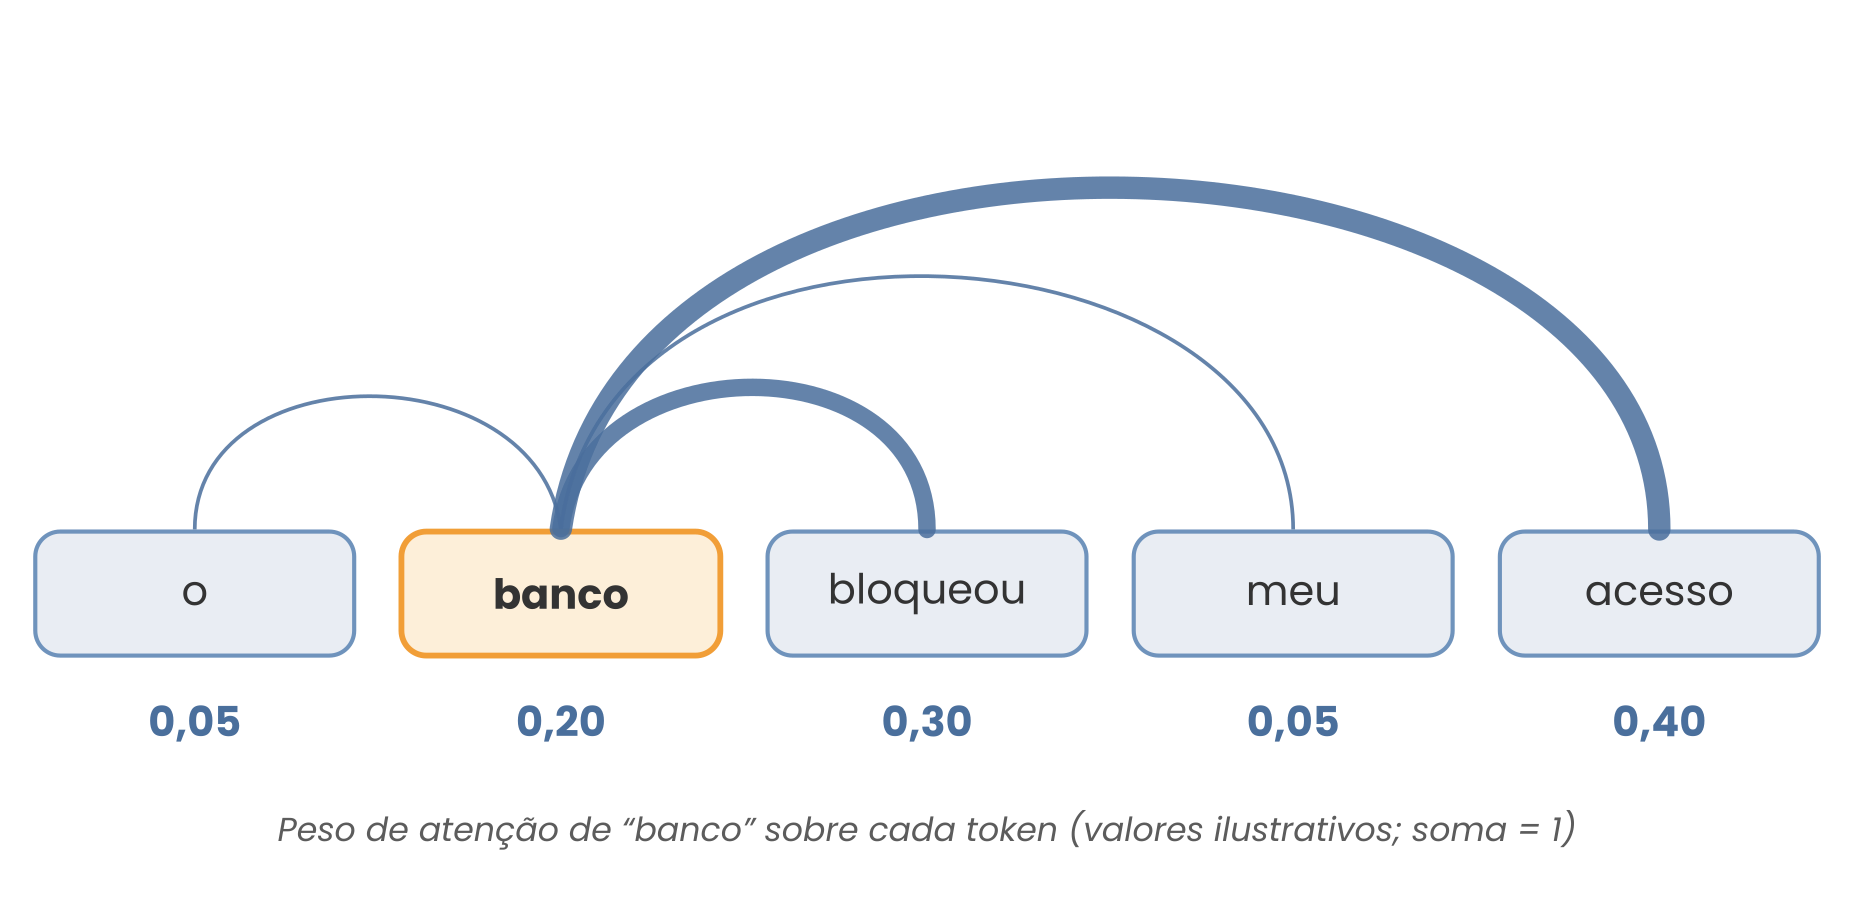 o banco bloqueou meu acesso
0,05 0,20 0,30 0,05 0,40
Peso de atenção de “banco” sobre cada token (valores ilustrativos; soma = 1)